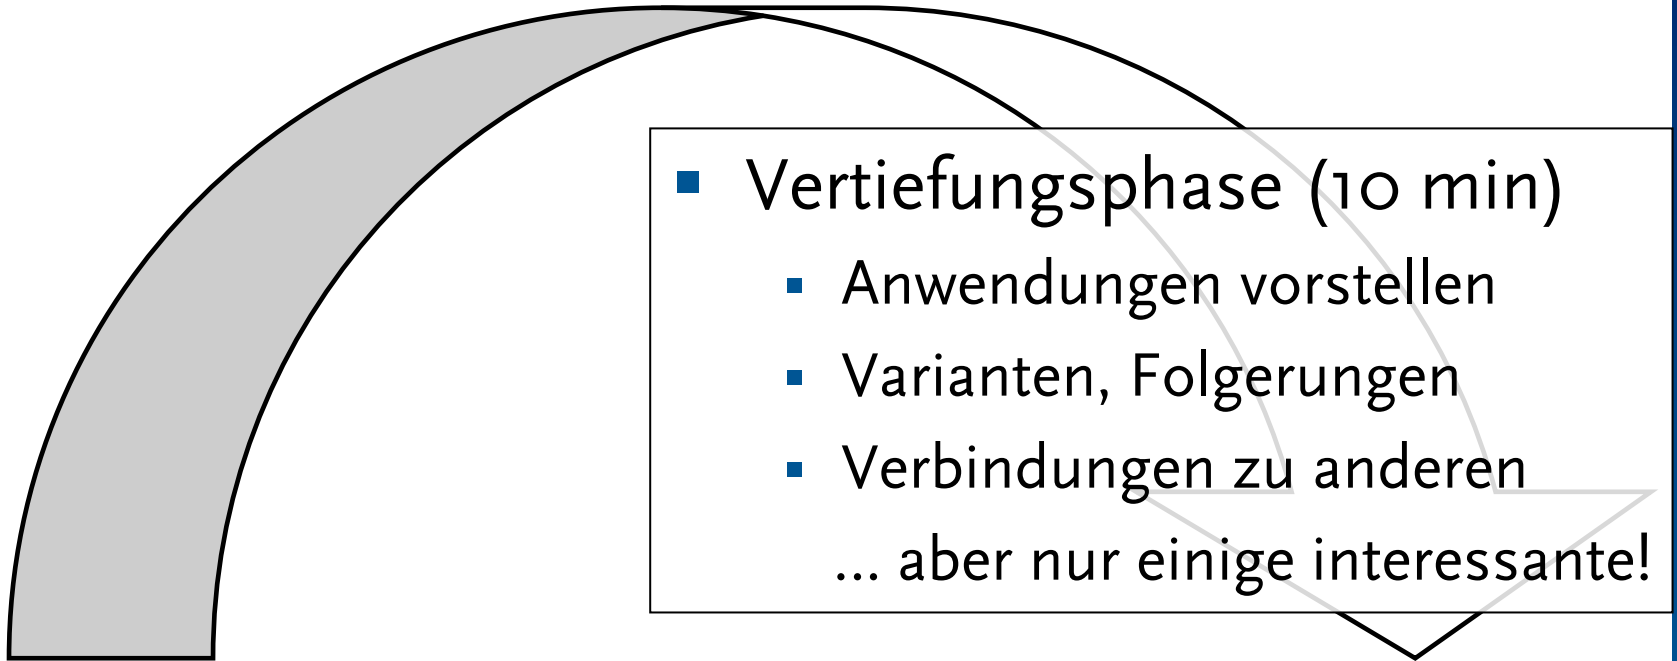 Vertiefungsphase (10 min)
Anwendungen vorstellen
Varianten, Folgerungen
Verbindungen zu anderen
... aber nur einige interessante!